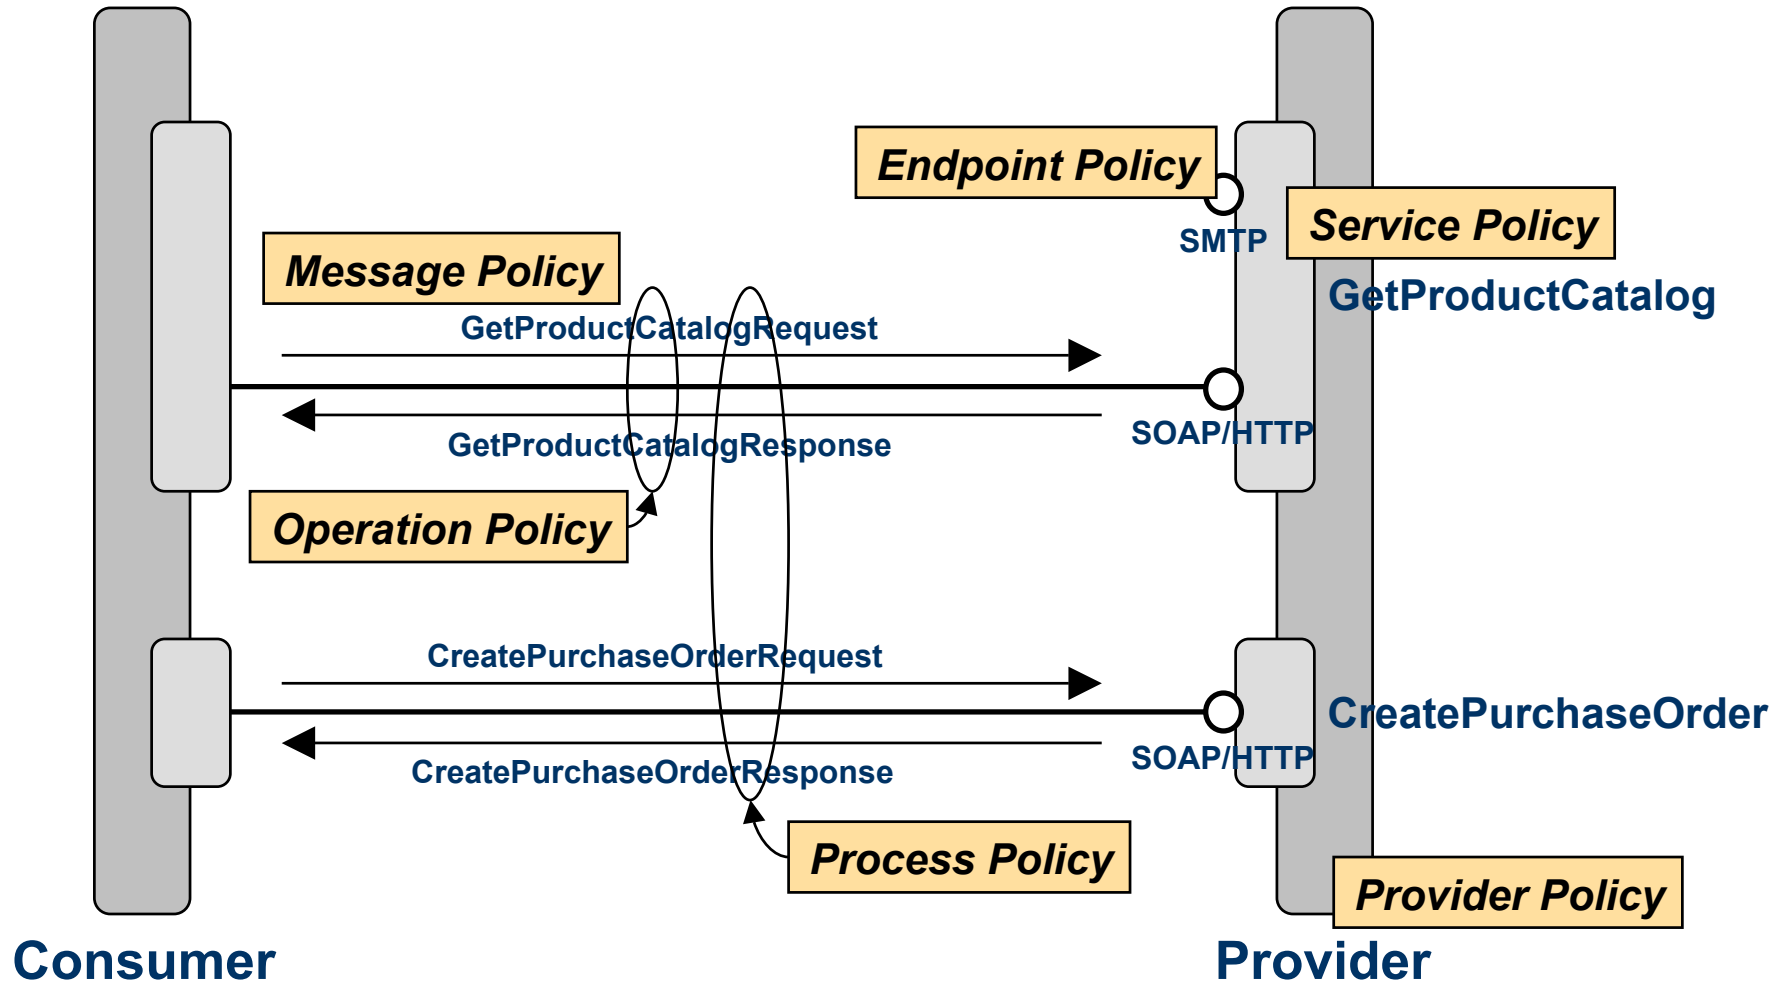 Endpoint Policy
Service Policy
SMTP
Message Policy
GetProductCatalog
GetProductCatalogRequest
SOAP/HTTP
GetProductCatalogResponse
Operation Policy
CreatePurchaseOrderRequest
CreatePurchaseOrder
SOAP/HTTP
CreatePurchaseOrderResponse
Process Policy
Provider Policy
Consumer
Provider